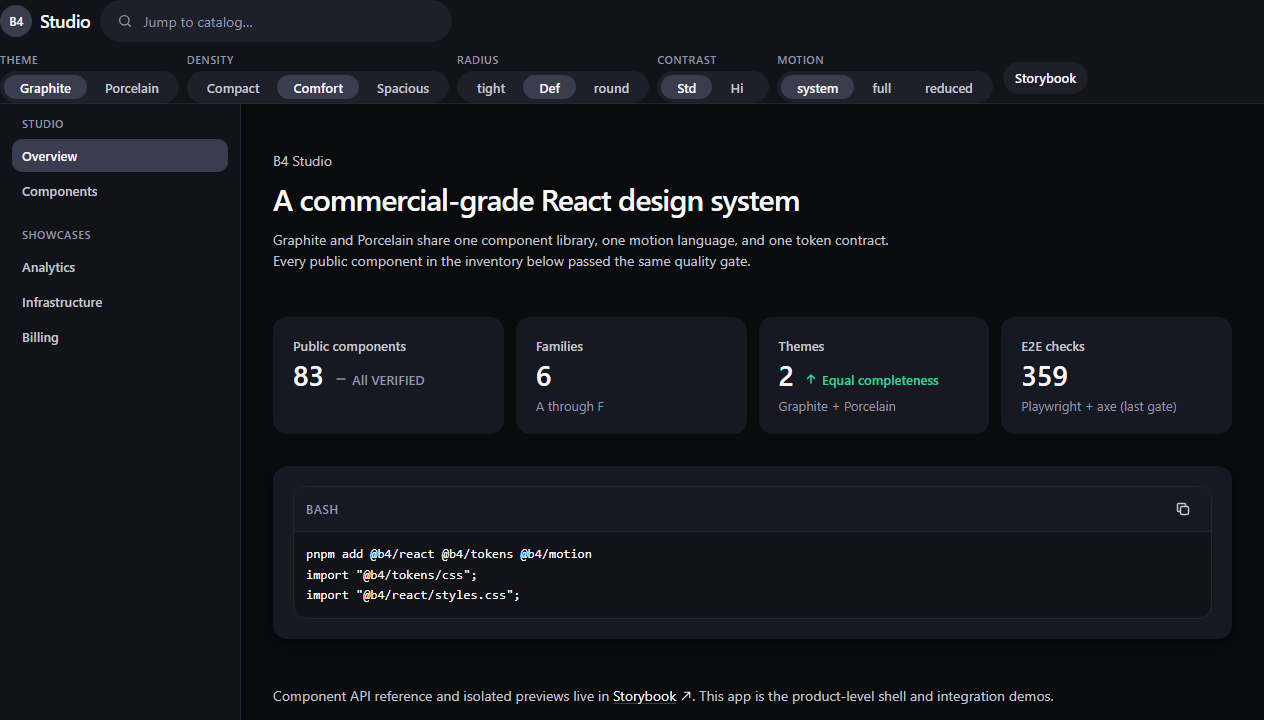 B4 Studio Jump to catalog...
THEME DENSITY RADIUS CONTRAST MOTION
Graphite Porcelain Compact Comfort Spacious tight Def round Std Hi system full reduced Storybook
STUDIO
Overview
Components
SHOWCASES
Analytics
Infrastructure
Billing
B4 Studio
A commercial-grade React design system
Graphite and Porcelain share one component library, one motion language, and one token contract.
Every public component in the inventory below passed the same quality gate.
Public components
83 — All VERIFIED
Families
6
A through F
Themes
2 ↑ Equal completeness
Graphite + Porcelain
E2E checks
359
Playwright + axe (last gate)
BASH
pnpm add @b4/react @b4/tokens @b4/motion
import "@b4/tokens/css";
import "@b4/react/styles.css";
Component API reference and isolated previews live in Storybook ↗. This app is the product-level shell and integration demos.